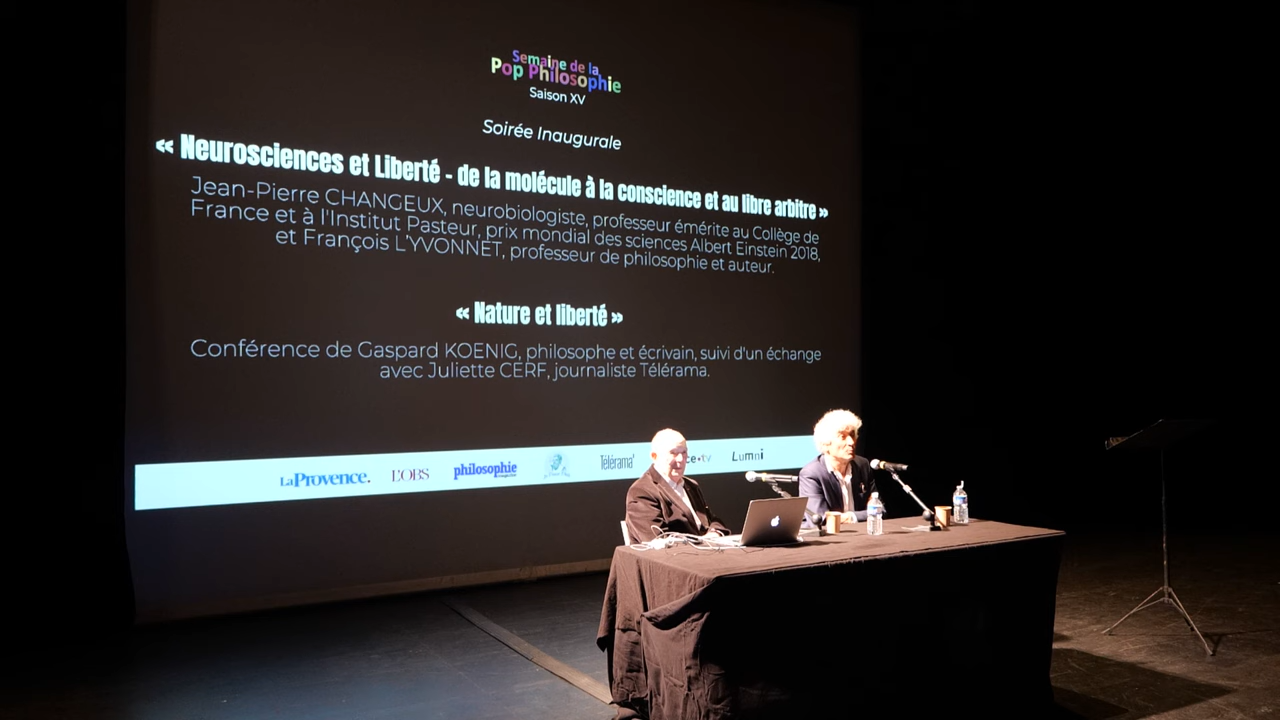 Semaine de la
Pop Philosophie
Saison XV
Soirée Inaugurale
« Neurosciences et Liberté - de la molécule à la conscience et au libre arbitre »
Jean-Pierre CHANGEUX, neurobiologiste, professeur émérite au Collège de
France et à l'Institut Pasteur, prix mondial des sciences Albert Einstein 2018,
et François L'YVONNET, professeur de philosophie et auteur.
« Nature et liberté »
Conférence de Gaspard KOENIG, philosophe et écrivain, suivi d'un échange
avec Juliette CERF, journaliste Télérama.
La Provence. L'OBS philosophie magazine Télérama' ce•tv Lumni